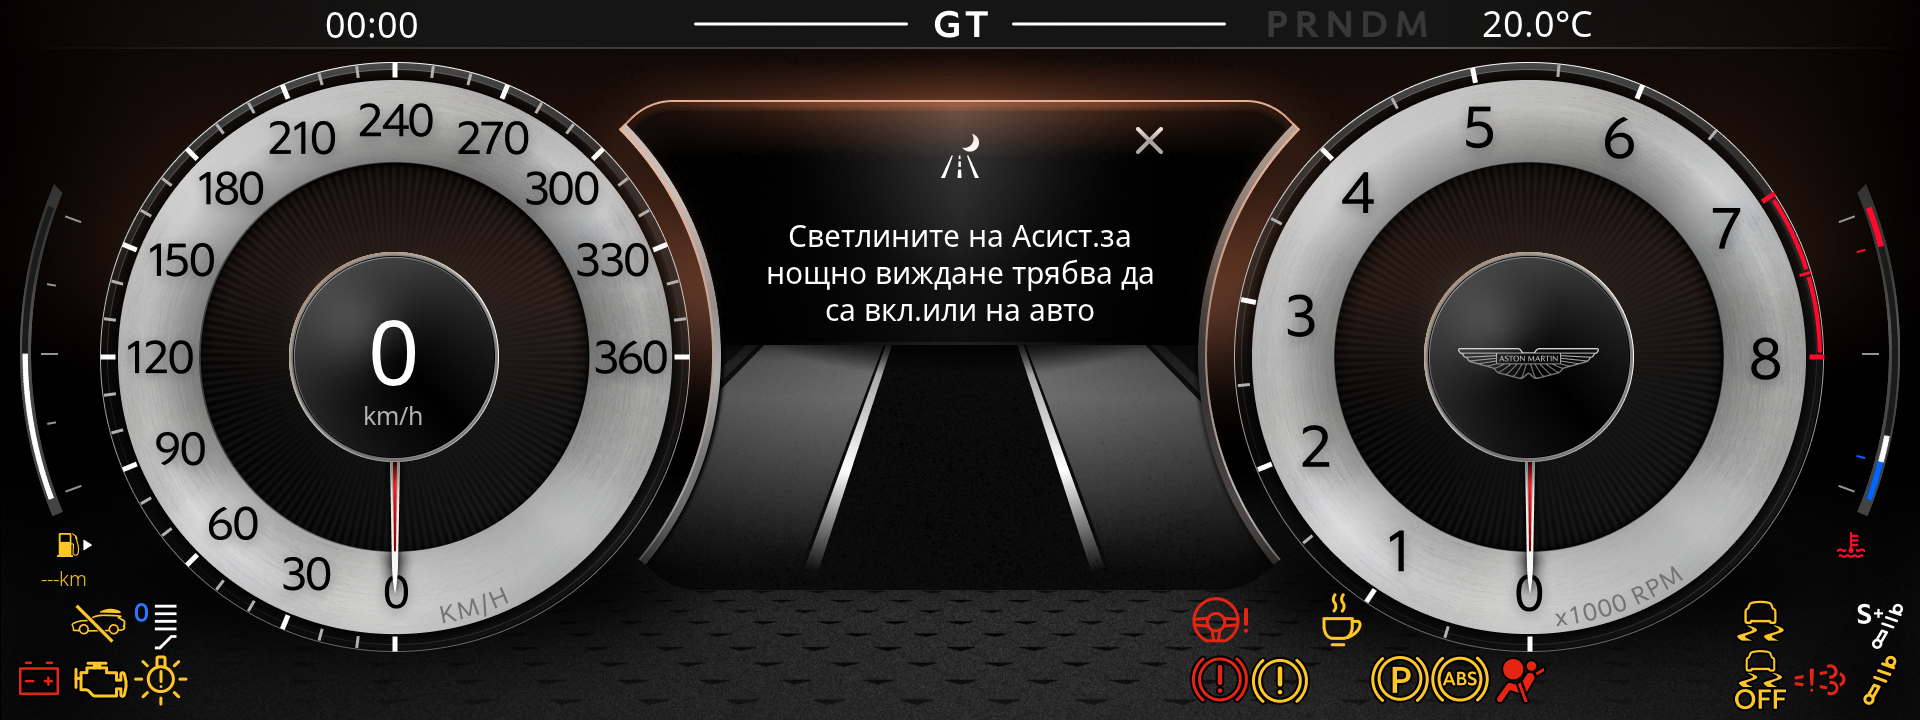 00:00
GT
PRNDM
20.0°C
Светлините на Асист.за
нощно виждане трябва да
са вкл.или на авто
0
30
60
90
120
150
180
210
240
270
300
330
360
KM/H
0
km/h
0
1
2
3
4
5
6
7
8
x1000 RPM
ASTON MARTIN
---km
0
!
P
ABS
OFF
S+